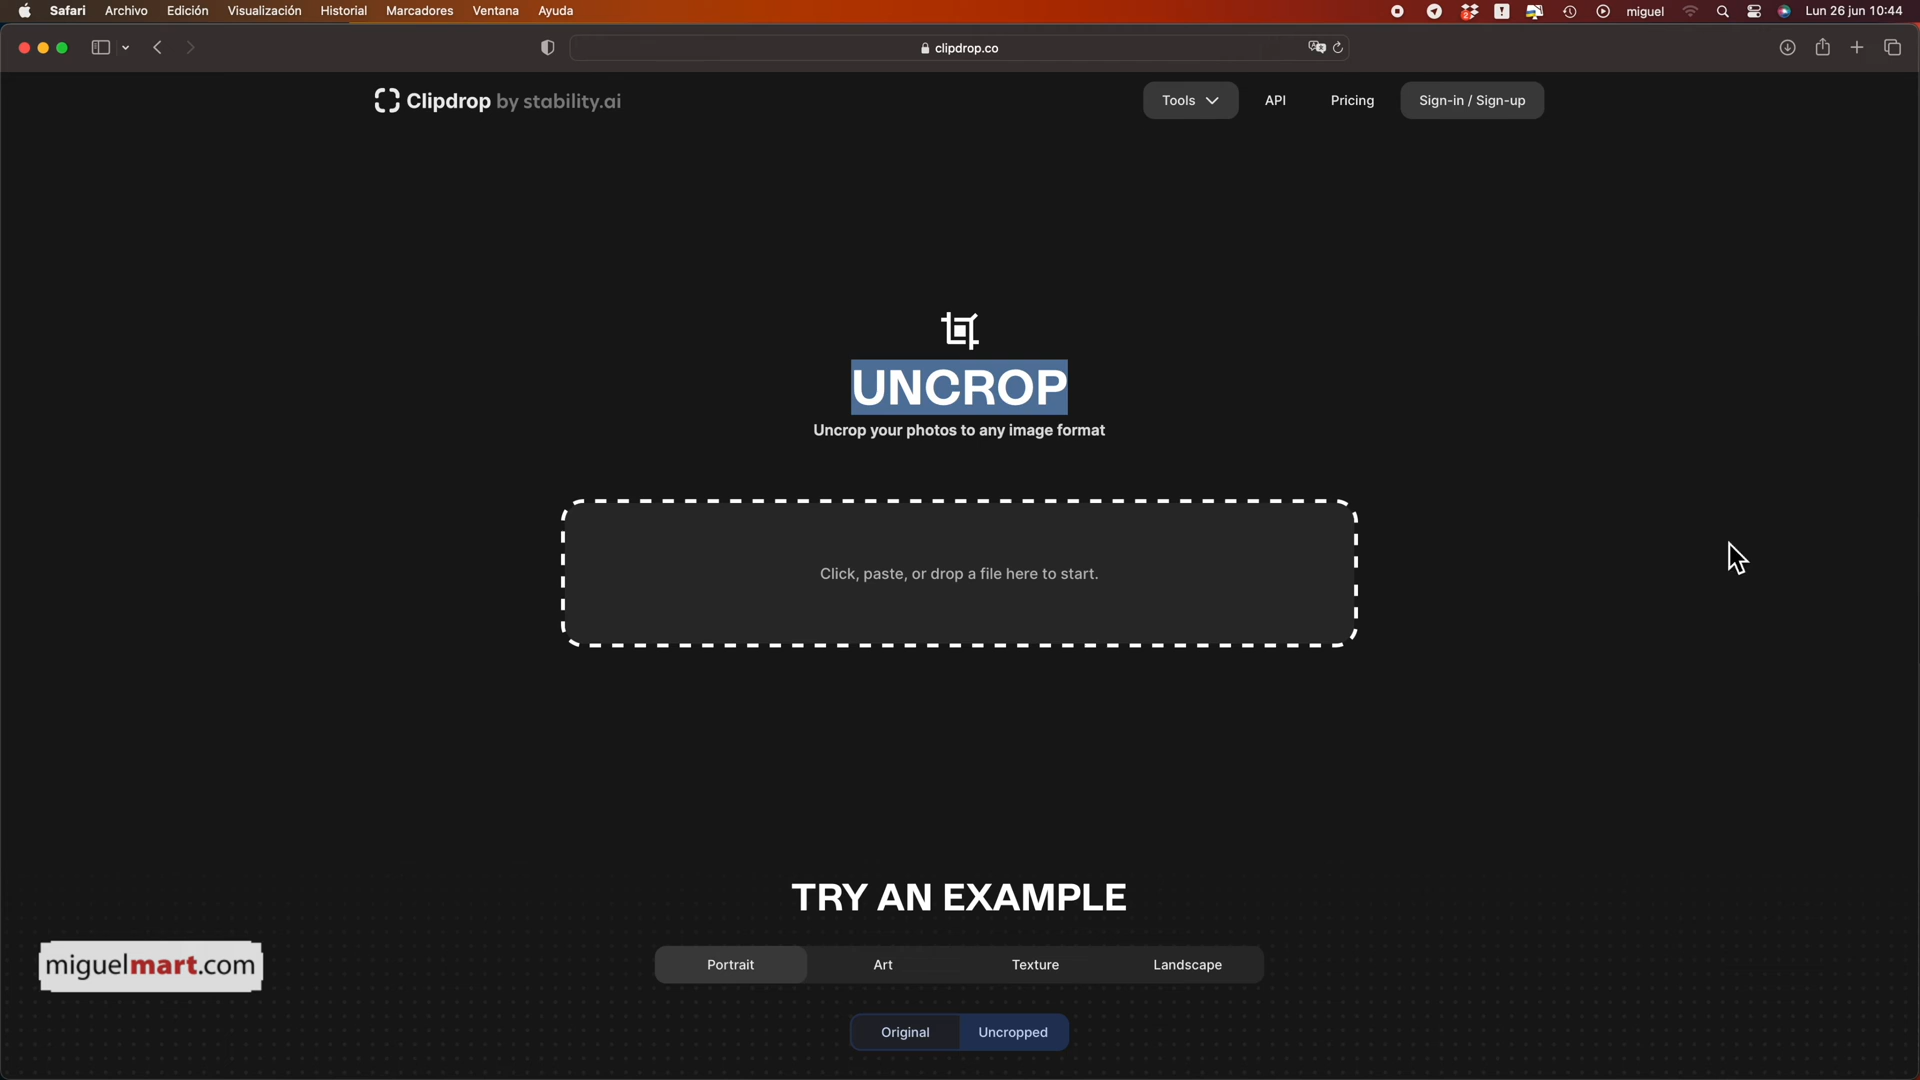 Safari Archivo Edición Visualización Historial Marcadores Ventana Ayuda
2 miguel Lun 26 jun 10:44
clipdrop.co
Clipdrop by stability.ai
Tools API Pricing Sign-in / Sign-up
UNCROP
Uncrop your photos to any image format
Click, paste, or drop a file here to start.
TRY AN EXAMPLE
Portrait Art Texture Landscape
miguelmart.com
Original Uncropped